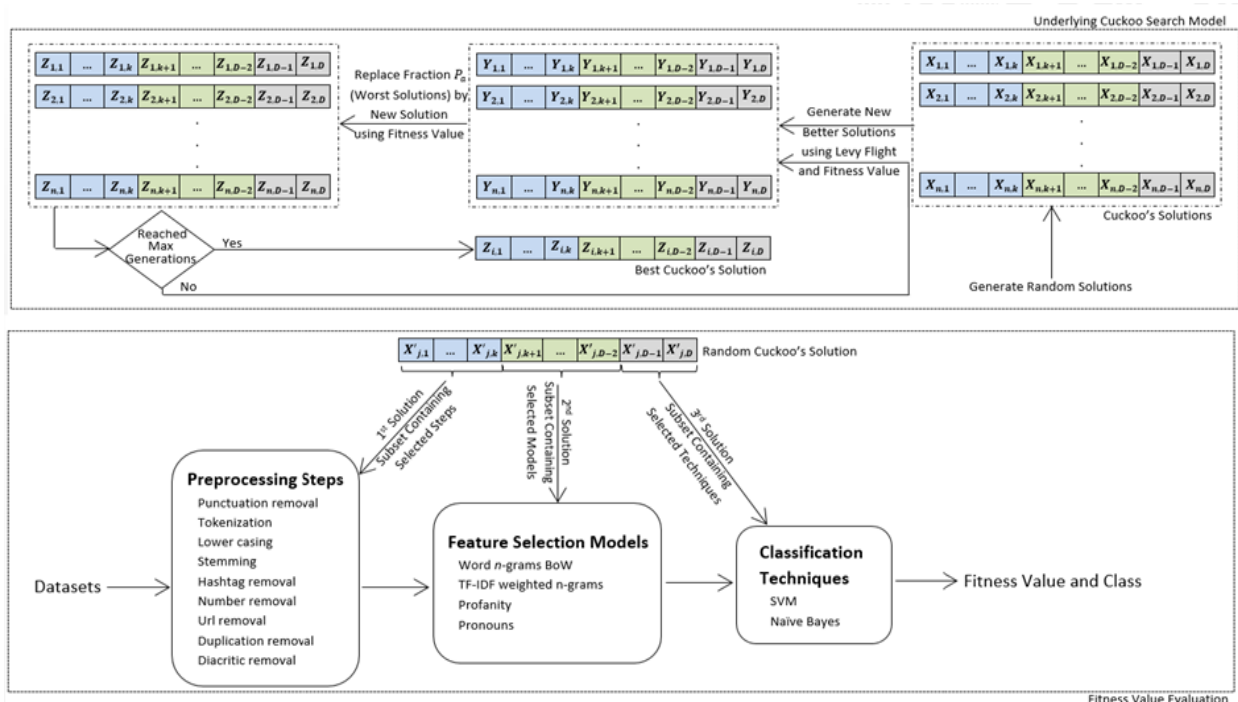 Underlying Cuckoo Search Model
Z1.1 ... Z1.k Z1.k+1 ... Z1.D−2 Z1.D−1 Z1.D
Z2.1 ... Z2.k Z2.k+1 ... Z2.D−2 Z2.D−1 Z2.D
.
.
.
Zn.1 ... Zn.k Zn.k+1 ... Zn.D−2 Zn.D−1 Zn.D
Replace Fraction Pa
(Worst Solutions) by
New Solution
using Fitness Value
Y1.1 ... Y1.k Y1.k+1 ... Y1.D−2 Y1.D−1 Y1.D
Y2.1 ... Y2.k Y2.k+1 ... Y2.D−2 Y2.D−1 Y2.D
.
.
.
Yn.1 ... Yn.k Yn.k+1 ... Yn.D−2 Yn.D−1 Yn.D
Generate New
Better Solutions
using Levy Flight
and Fitness Value
X1.1 ... X1.k X1.k+1 ... X1.D−2 X1.D−1 X1.D
X2.1 ... X2.k X2.k+1 ... X2.D−2 X2.D−1 X2.D
.
.
.
Xn.1 ... Xn.k Xn.k+1 ... Xn.D−2 Xn.D−1 Xn.D
Cuckoo's Solutions
Reached
Max
Generations
Yes
No
Zi.1 ... Zi.k Zi.k+1 ... Zi.D−2 Zi.D−1 Zi.D
Best Cuckoo's Solution
Generate Random Solutions
X'j.1 ... X'j.k X'j.k+1 ... X'j.D−2 X'j.D−1 X'j.D
Random Cuckoo's Solution
1st Solution
Subset Containing
Selected Steps
2nd Solution
Subset Containing
Selected Models
3rd Solution
Subset Containing
Selected Techniques
Datasets
Preprocessing Steps
Punctuation removal
Tokenization
Lower casing
Stemming
Hashtag removal
Number removal
Url removal
Duplication removal
Diacritic removal
Feature Selection Models
Word n-grams BoW
TF-IDF weighted n-grams
Profanity
Pronouns
Classification
Techniques
SVM
Naïve Bayes
Fitness Value and Class
Fitness Value Evaluation